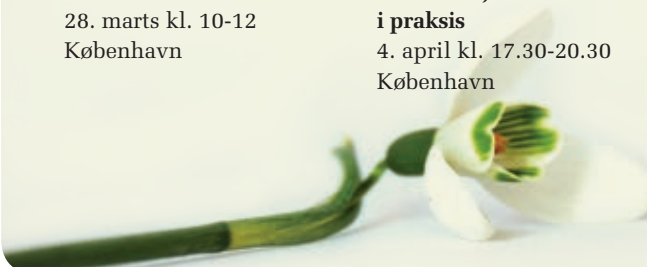 28. marts kl. 10-12
København
i praksis
4. april kl. 17.30-20.30
København